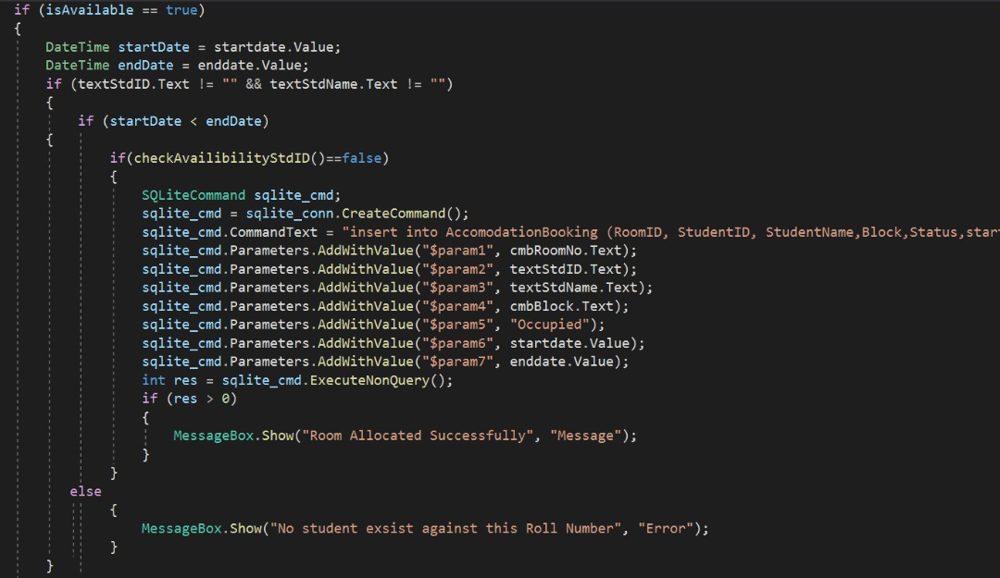 if (isAvailable == true)
{
DateTime startDate = startdate.Value;
DateTime endDate = enddate.Value;
if (textStdID.Text != "" && textStdName.Text != "")
{
if (startDate < endDate)
{
if(checkAvailibilityStdID()==false)
{
SQLiteCommand sqlite_cmd;
sqlite_cmd = sqlite_conn.CreateCommand();
sqlite_cmd.CommandText = "insert into AccomodationBooking (RoomID, StudentID, StudentName,Block,Status,star
sqlite_cmd.Parameters.AddWithValue("$param1", cmbRoomNo.Text);
sqlite_cmd.Parameters.AddWithValue("$param2", textStdID.Text);
sqlite_cmd.Parameters.AddWithValue("$param3", textStdName.Text);
sqlite_cmd.Parameters.AddWithValue("$param4", cmbBlock.Text);
sqlite_cmd.Parameters.AddWithValue("$param5", "Occupied");
sqlite_cmd.Parameters.AddWithValue("$param6", startdate.Value);
sqlite_cmd.Parameters.AddWithValue("$param7", enddate.Value);
int res = sqlite_cmd.ExecuteNonQuery();
if (res > 0)
{
MessageBox.Show("Room Allocated Successfully", "Message");
}
}
else
{
MessageBox.Show("No student exsist against this Roll Number", "Error");
}
}